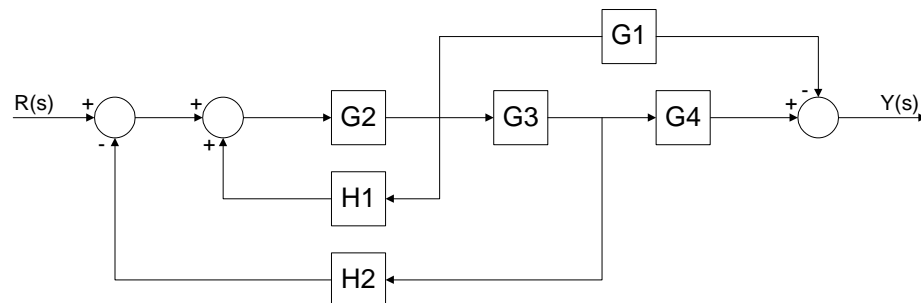 G1
-
R(s) + + G2 G3 G4 + Y(s)
- +
H1
H2